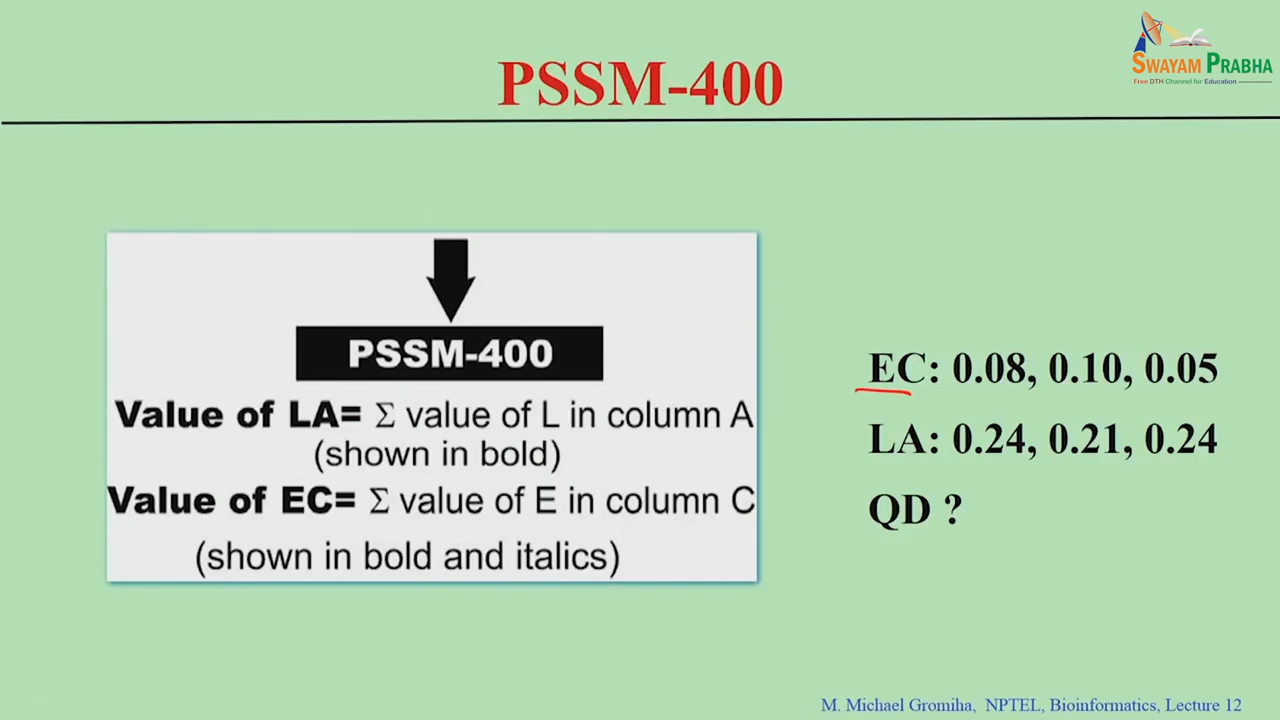 PSSM-400
SWAYAM PRABHA
Free DTH Channel for Education
PSSM-400
Value of LA= Σ value of L in column A
(shown in bold)
Value of EC= Σ value of E in column C
(shown in bold and italics)
EC: 0.08, 0.10, 0.05
LA: 0.24, 0.21, 0.24
QD ?
M. Michael Gromiha, NPTEL, Bioinformatics, Lecture 12